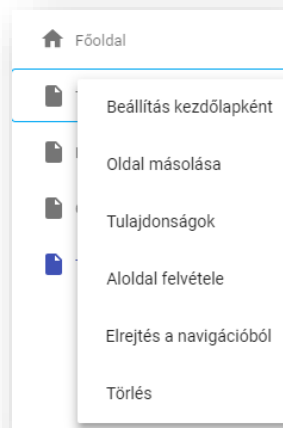 Főoldal
Beállítás kezdőlapként
Oldal másolása
Tulajdonságok
Aloldal felvétele
Elrejtés a navigációból
Törlés